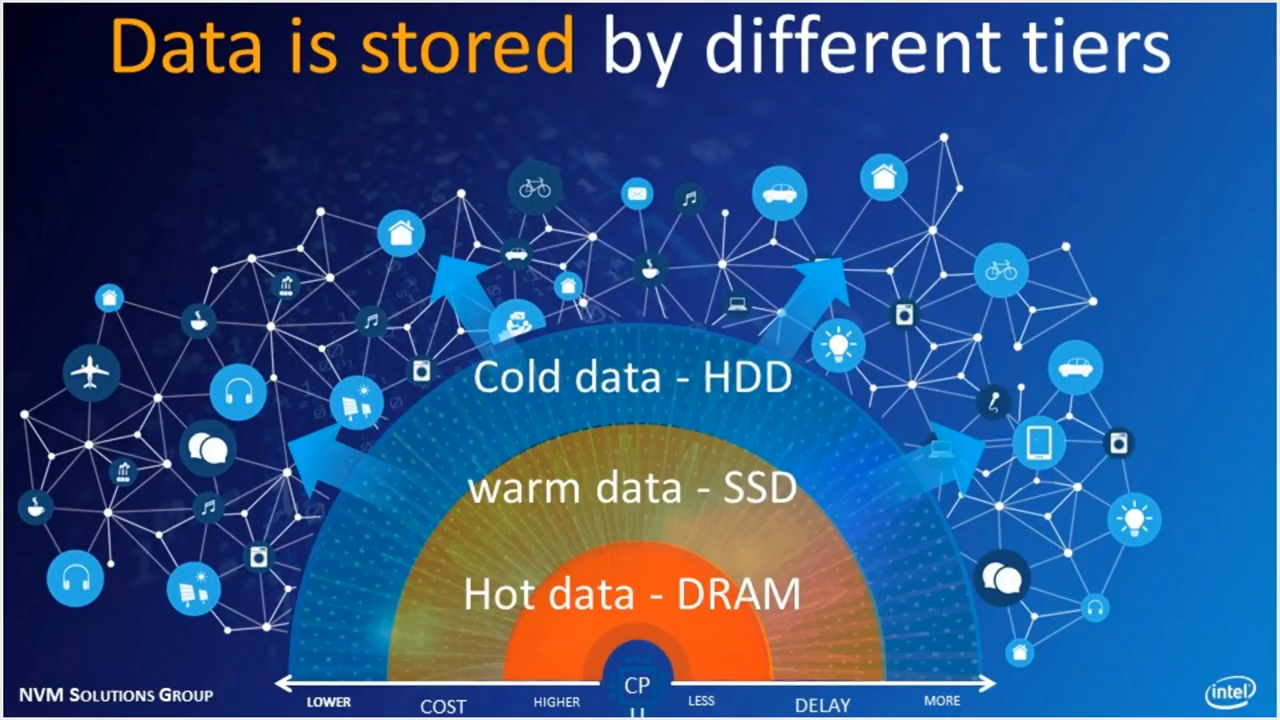 Data is stored by different tiers
Cold data - HDD
warm data - SSD
Hot data - DRAM
CP
U
LOWER COST HIGHER LESS DELAY MORE
NVM SOLUTIONS GROUP
intel